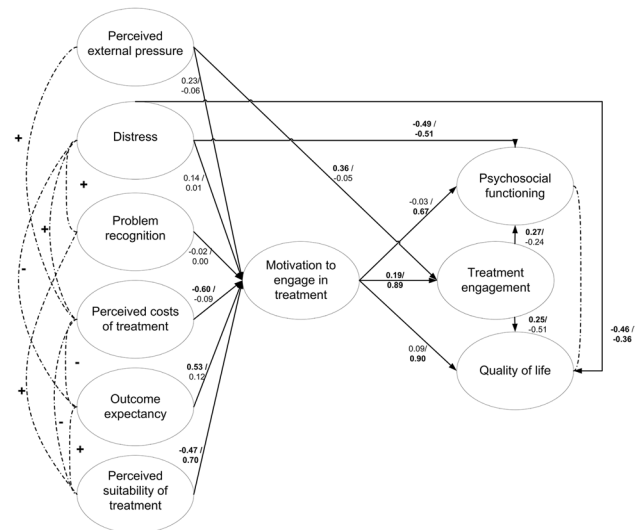 Perceived
external pressure
0.23/
-0.06
+
Distress
-0.49 /
-0.51
0.36 /
-0.05
Psychosocial
functioning
+
0.14 /
0.01
-0.03 /
0.67
Problem
recognition
+
0.27/
-0.24
-0.02 /
0.00
Motivation to
engage in
treatment
0.19/
0.89
Treatment
engagement
-
Perceived costs
of treatment
-0.60 /
-0.09
0.25/
-0.51
-0.46 /
-0.36
-
0.53 /
0.12
0.09/
0.90
Quality of life
+
Outcome
expectancy
-
+
-0.47 /
0.70
Perceived
suitability of
treatment